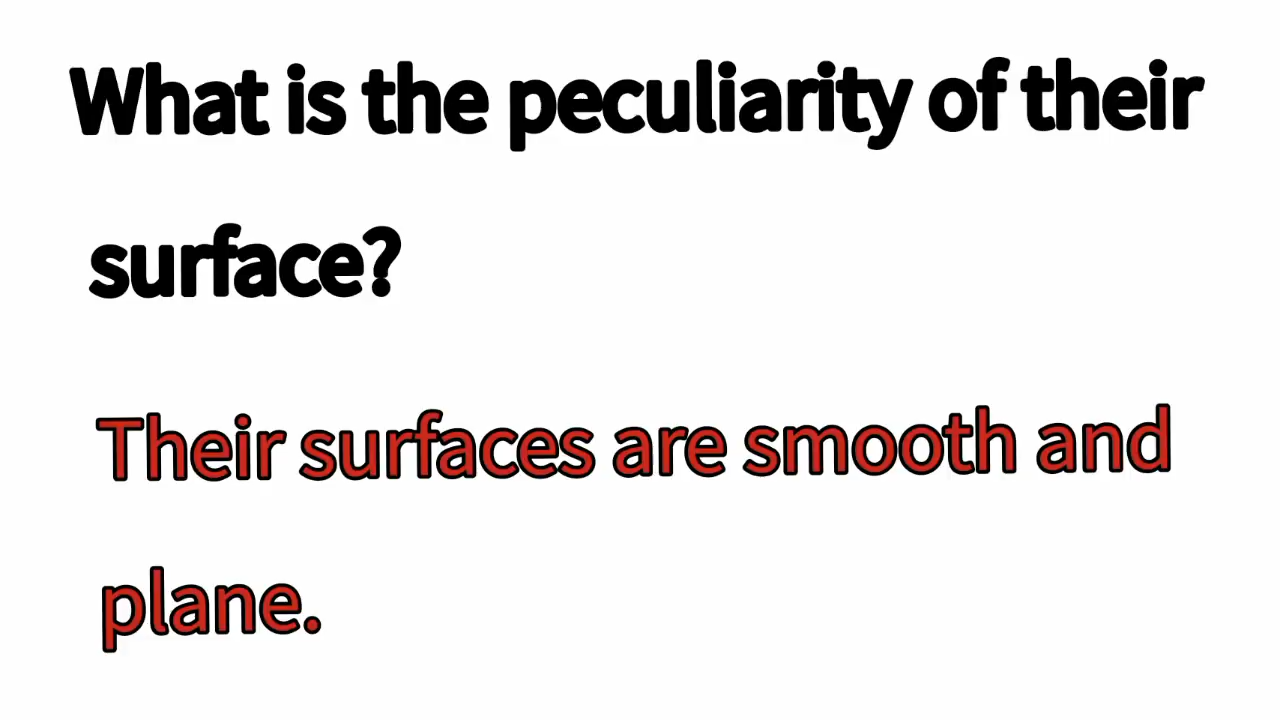 What is the peculiarity of their
surface?
Their surfaces are smooth and
plane.